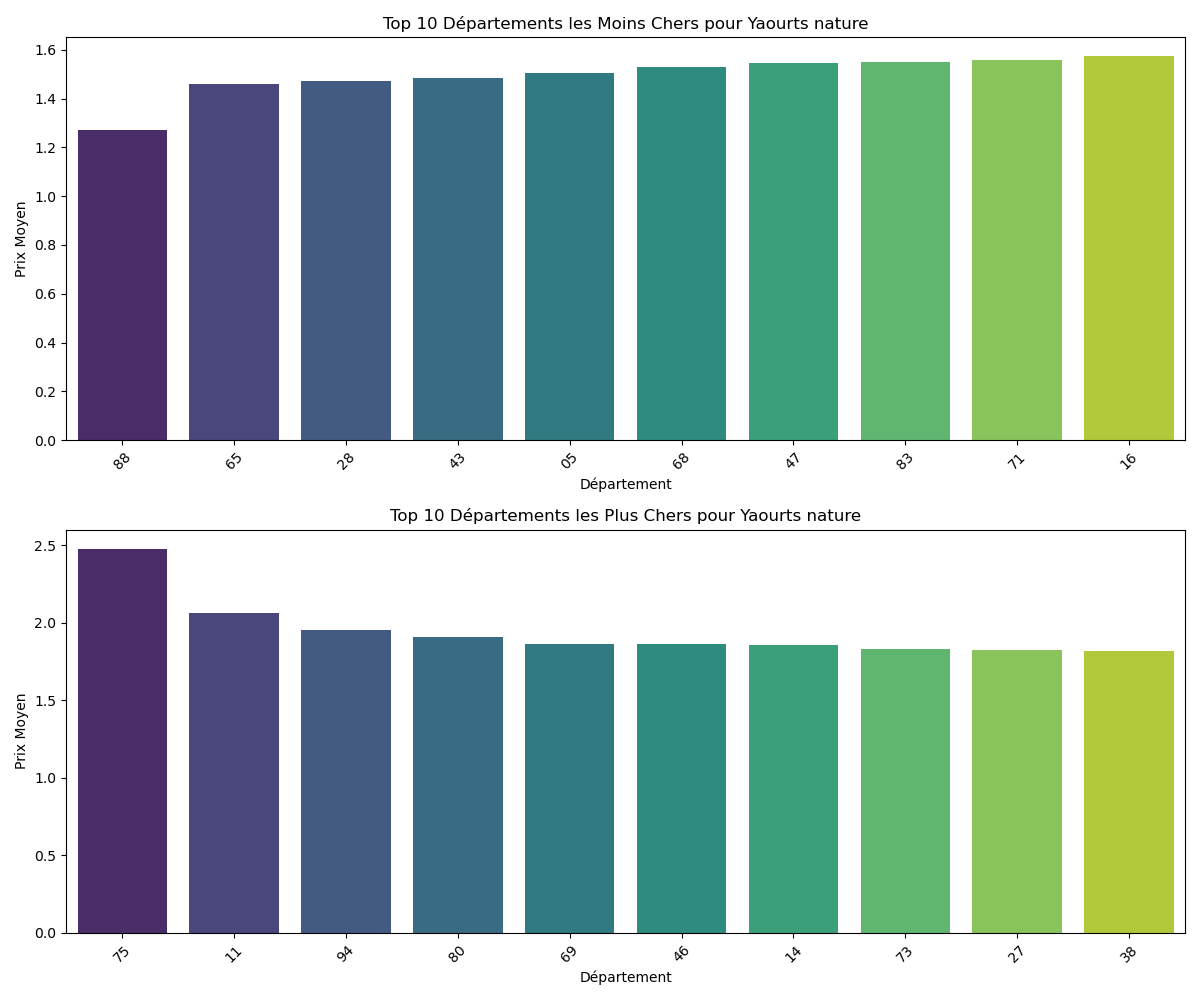 Top 10 Départements les Moins Chers pour Yaourts nature
1.6
1.4
1.2
1.0
0.8
0.6
0.4
0.2
0.0
Prix Moyen
88 65 28 43 05 68 47 83 71 16
Département
Top 10 Départements les Plus Chers pour Yaourts nature
2.5
2.0
1.5
1.0
0.5
0.0
Prix Moyen
75 11 94 80 69 46 14 73 27 38
Département